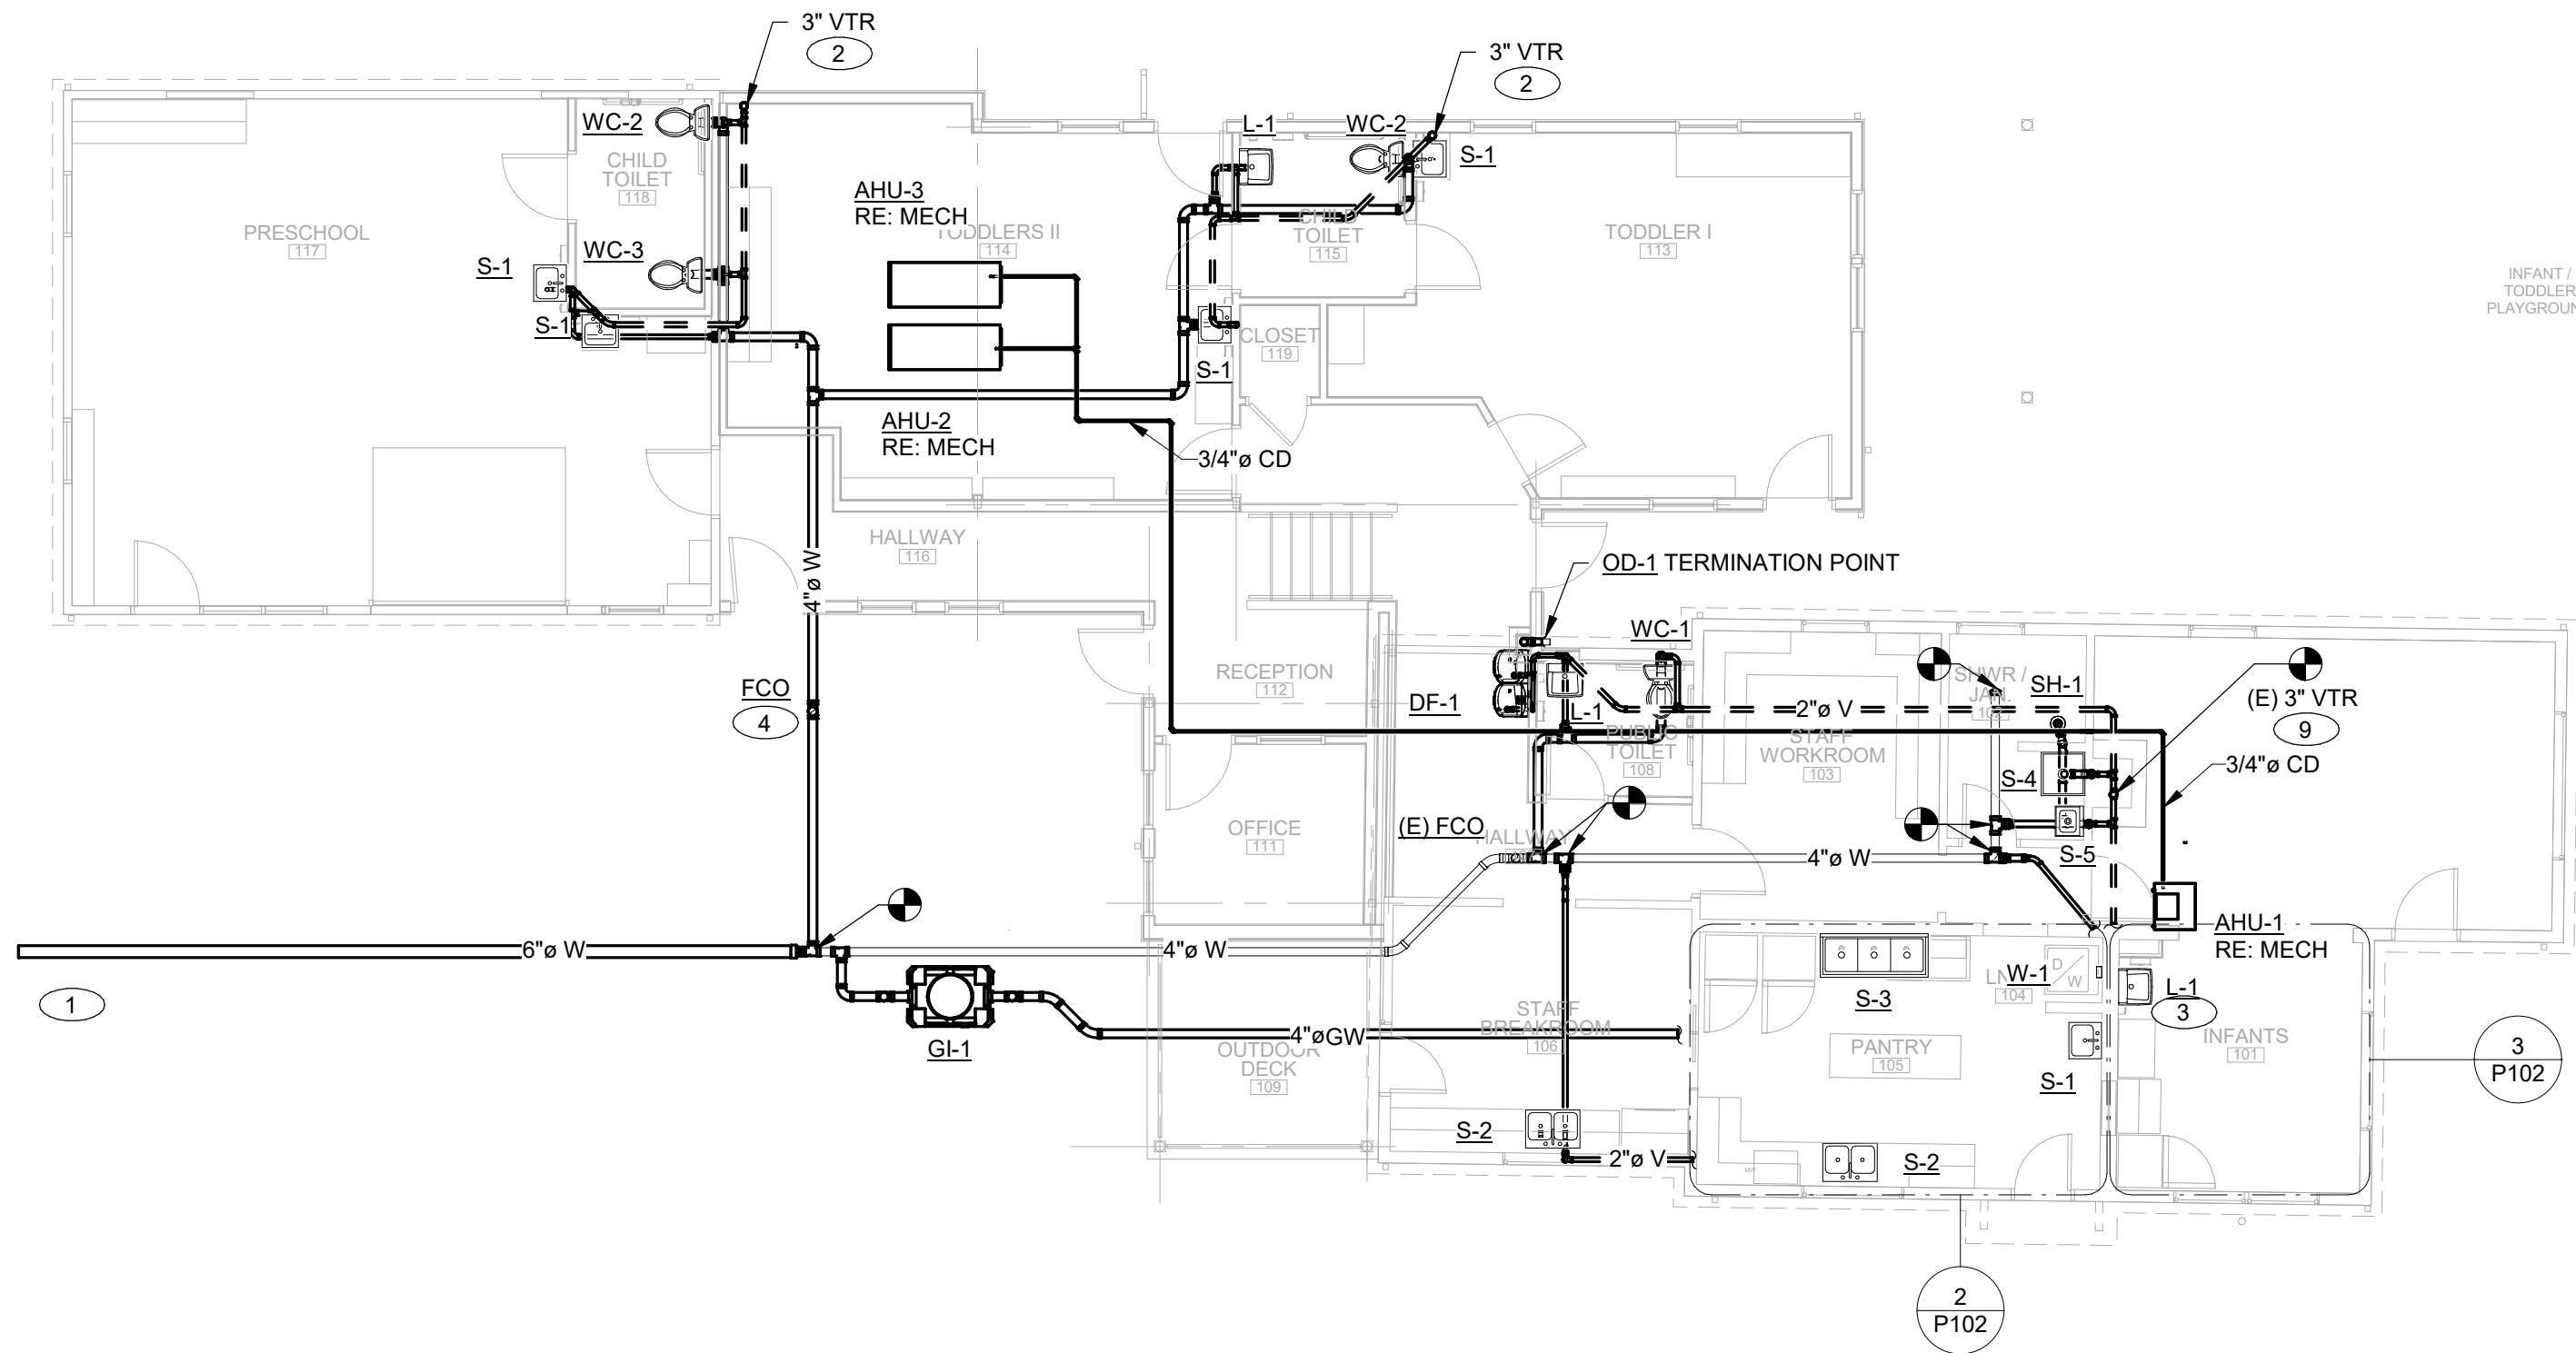 3" VTR
2
3" VTR
2
WC-2
CHILD
TOILET
118
WC-3
PRESCHOOL
117
S-1
S-1
AHU-3
RE: MECH
TODDLERS II
114
L-1
WC-2
S-1
CHILD
TOILET
115
TODDLER I
113
INFANT /
TODDLER
PLAYGROUN
CLOSET
119
S-1
AHU-2
RE: MECH
3/4"ø CD
HALLWAY
116
4"ø W
OD-1 TERMINATION POINT
WC-1
RECEPTION
112
DF-1
L-1
PUBLIC
TOILET
108
2"ø V
STAFF
WORKROOM
103
SHWR /
JAN.
102
SH-1
(E) 3" VTR
9
3/4"ø CD
S-4
S-5
FCO
4
OFFICE
111
(E) FCO
HALLWAY
4"ø W
6"ø W
4"ø W
1
GI-1
4"øGW
OUTDOOR
DECK
109
STAFF
BREAKROOM
106
S-2
2"ø V
S-3
W-1
D
W
LN
104
PANTRY
105
S-1
S-2
AHU-1
RE: MECH
L-1
3
INFANTS
101
3
P102
2
P102